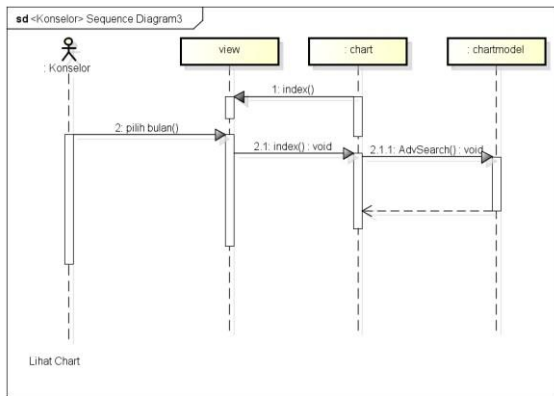 sd <Konselor> Sequence Diagram3
: Konselor
view
: chart
: chartmodel
1: index()
2: pilih bulan()
2.1: index() : void
2.1.1: AdvSearch() : void
Lihat Chart